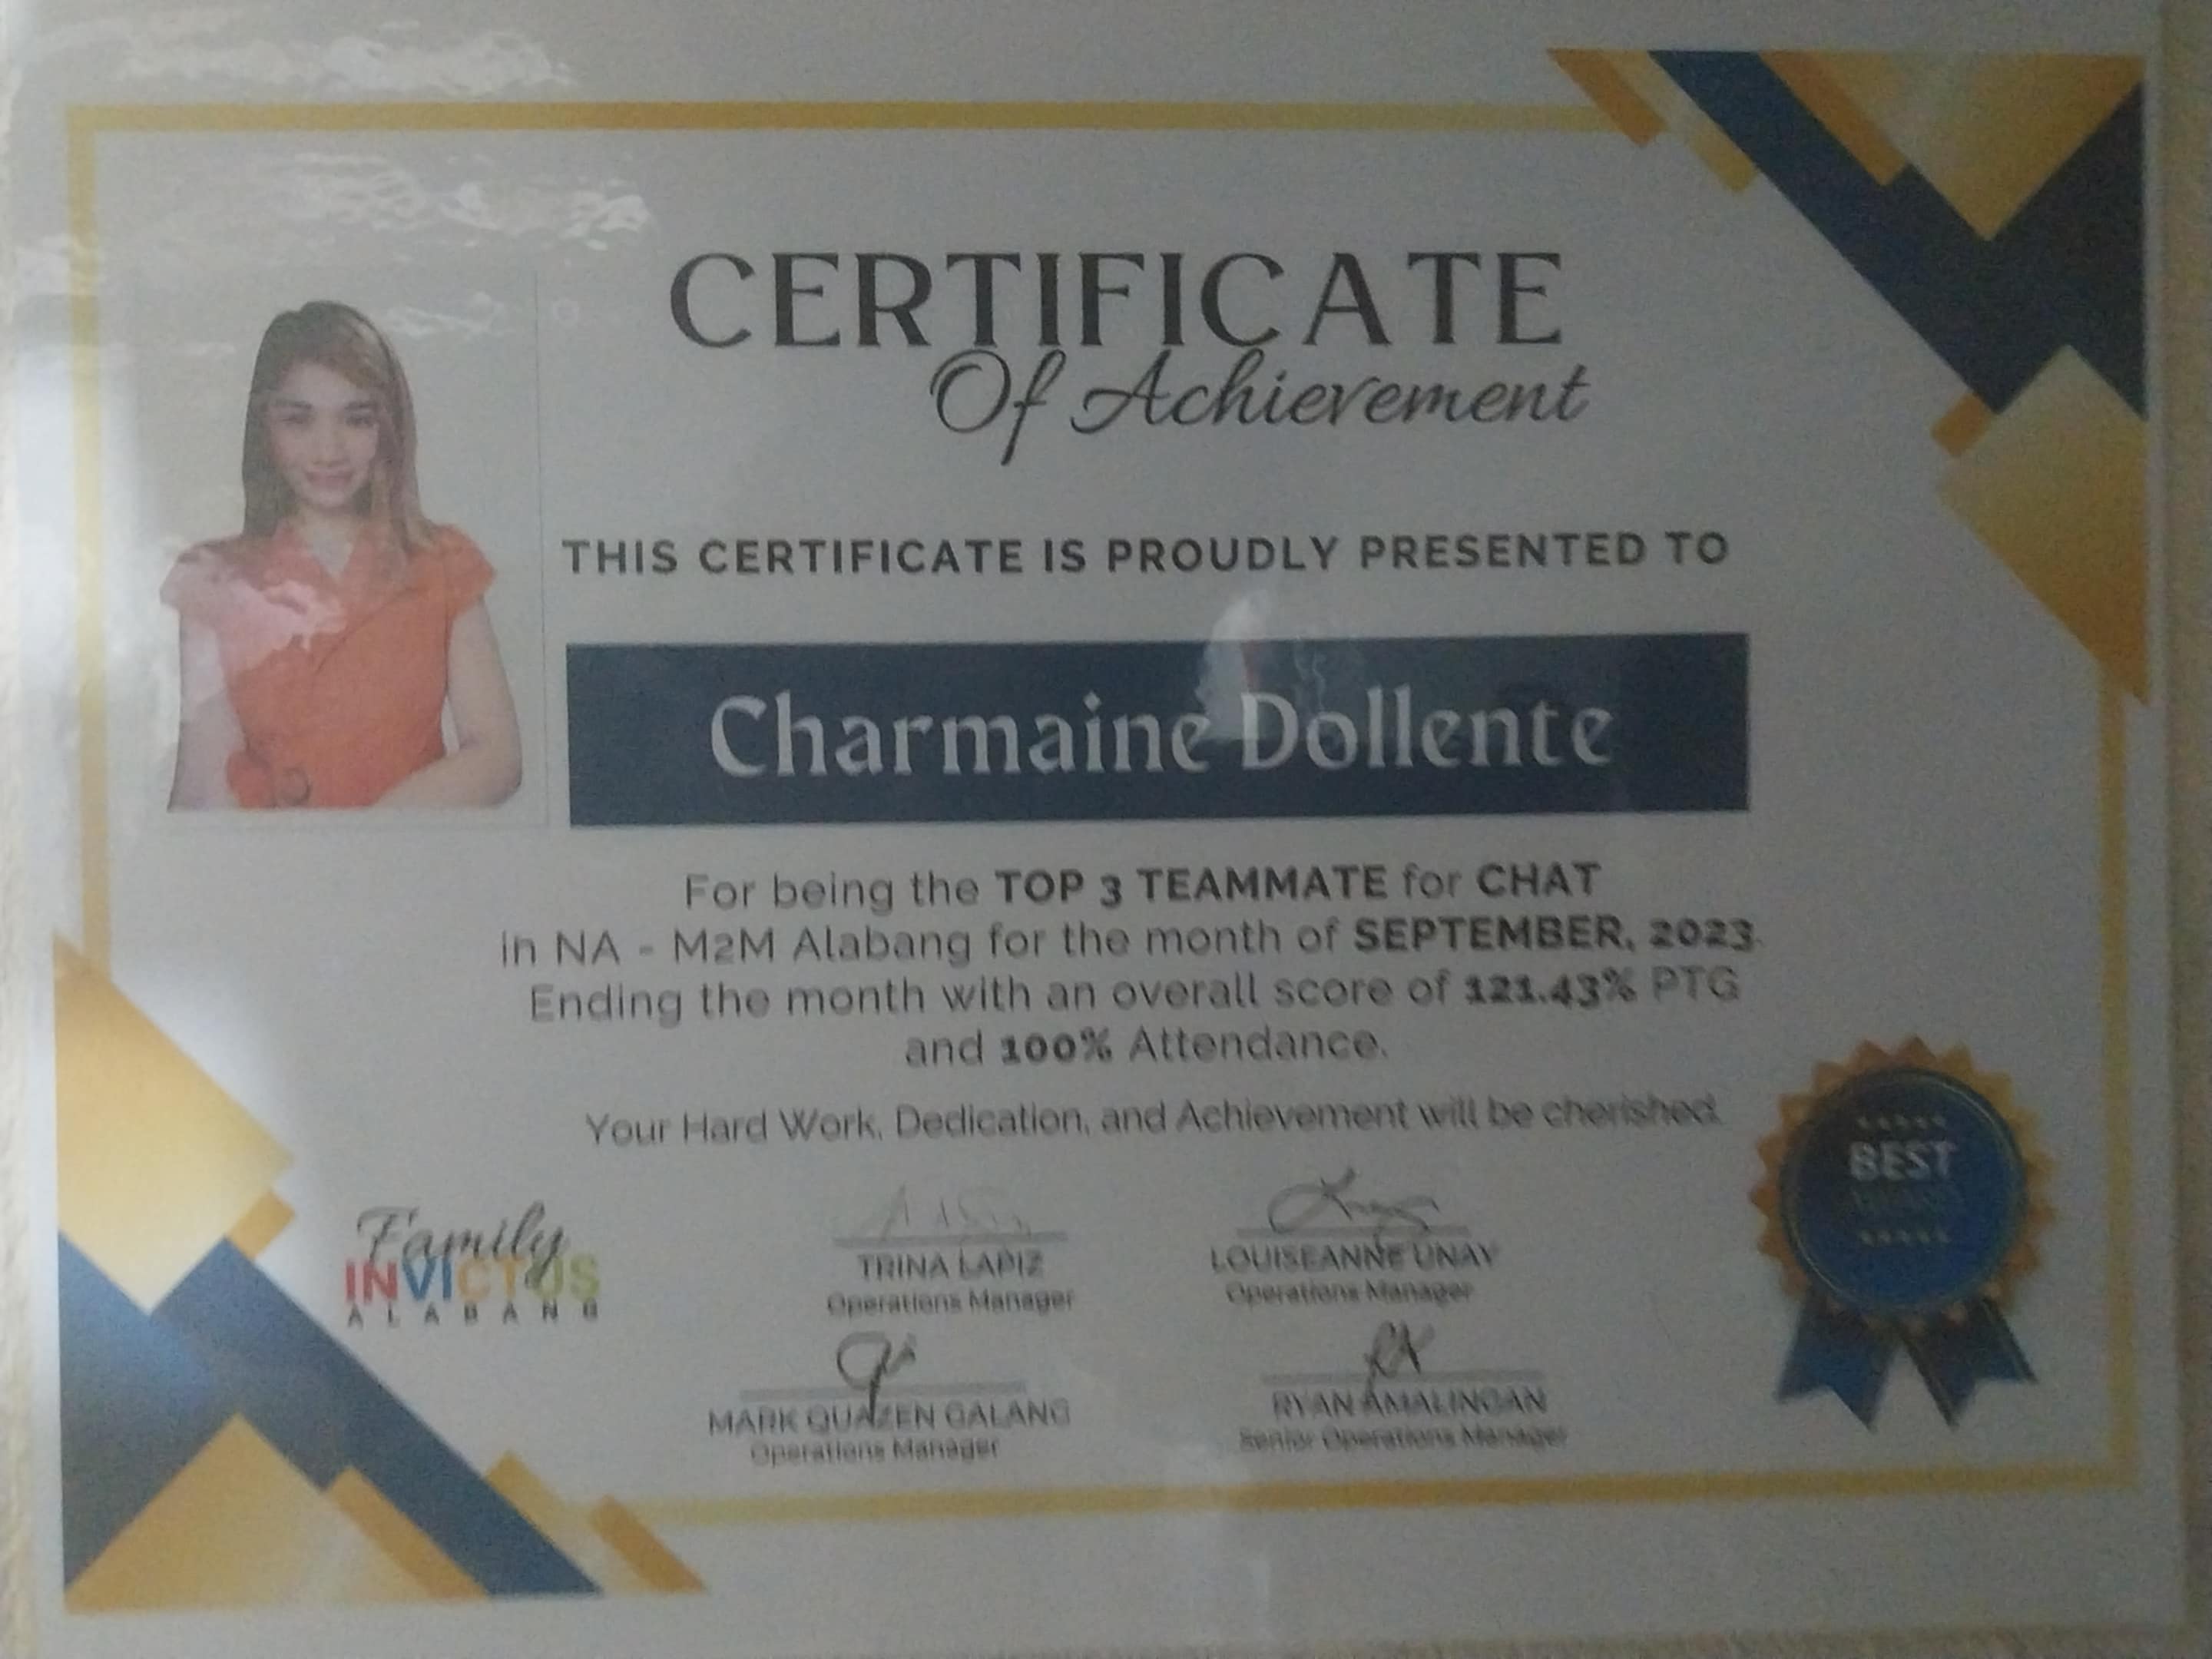 CERTIFICATE
Of Achievement
THIS CERTIFICATE IS PROUDLY PRESENTED TO
Charmaine Dollente
For being the TOP 3 TEAMMATE for CHAT
in NA - M2M Alabang for the month of SEPTEMBER, 2023.
Ending the month with an overall score of 121.43% PTG
and 100% Attendance.
Your Hard Work, Dedication, and Achievement will be cherished.
BEST
Family
INVICTUS
ALABANG
TRINA LAPIZ
Operations Manager
LOUISEANNE UNAY
Operations Manager
MARK QUAZEN GALANG
Operations Manager
RYAN AMALINGAN
Senior Operations Manager